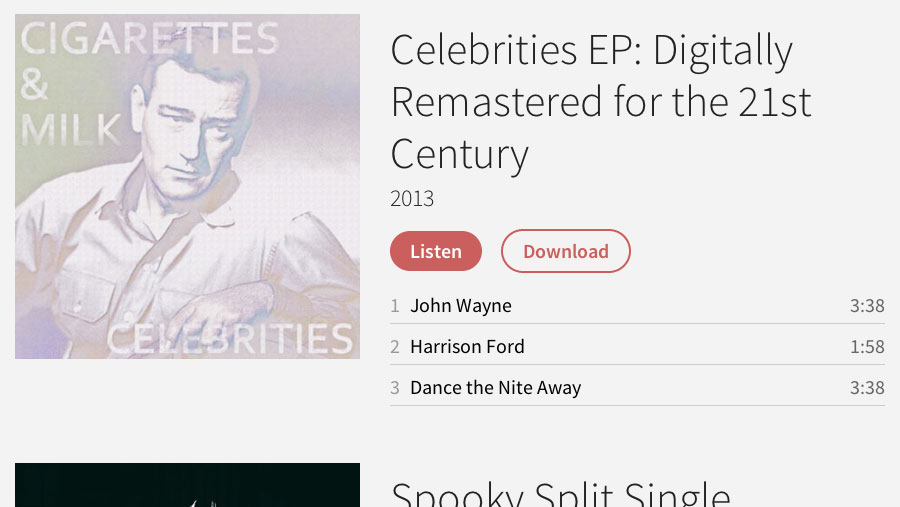 CIGARETTES
&
MILK
CELEBRITIES
Celebrities EP: Digitally
Remastered for the 21st
Century
2013
Listen Download
1 John Wayne 3:38
2 Harrison Ford 1:58
3 Dance the Nite Away 3:38
Spooky Split Single